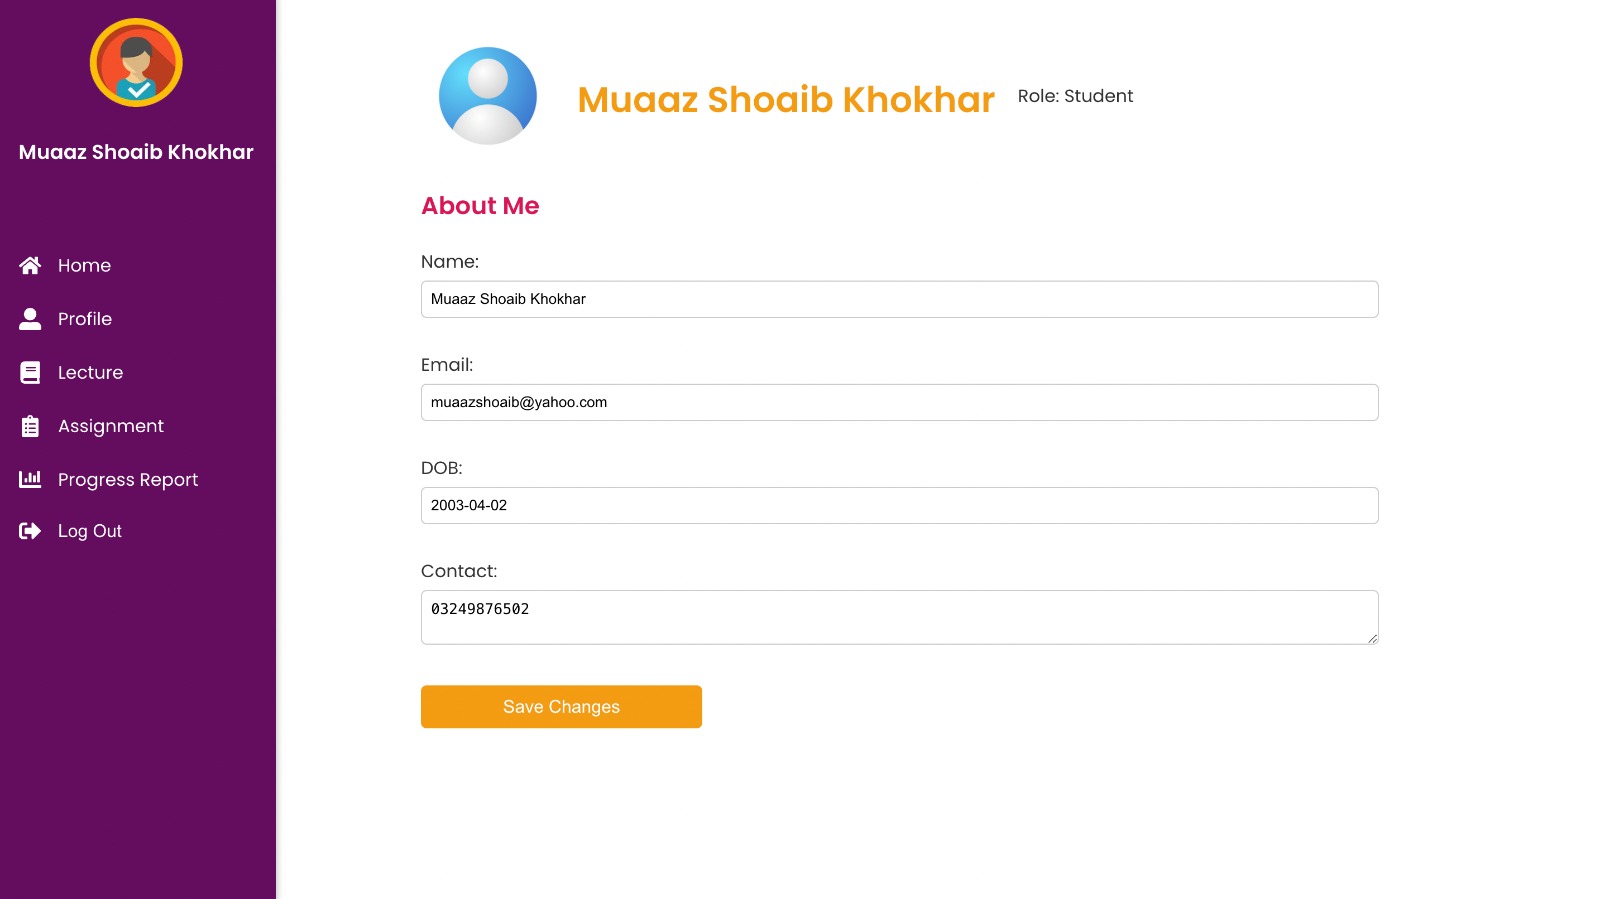 Muaaz Shoaib Khokhar
Home
Profile
Lecture
Assignment
Progress Report
Log Out
Muaaz Shoaib Khokhar
Role: Student
About Me
Name:
Muaaz Shoaib Khokhar
Email:
muaazshoaib@yahoo.com
DOB:
2003-04-02
Contact:
03249876502
Save Changes